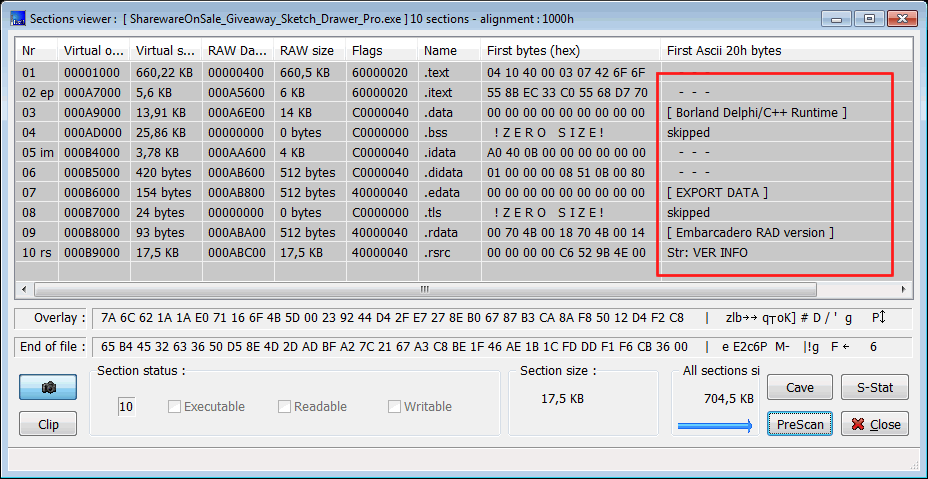 Sections viewer : [ SharewareOnSale_Giveaway_Sketch_Drawer_Pro.exe ] 10 sections - alignment : 1000h
Nr Virtual o... Virtual s... RAW Da... RAW size Flags Name First bytes (hex) First Ascii 20h bytes
01 00001000 660,22 KB 00000400 660,5 KB 60000020 .text 04 10 40 00 03 07 42 6F 6F - - -
02 ep 000A7000 5,6 KB 000A5600 6 KB 60000020 .itext 55 8B EC 33 C0 55 68 D7 70 - - -
03 000A9000 13,91 KB 000A6E00 14 KB C0000040 .data 00 00 00 00 00 00 00 00 00 [ Borland Delphi/C++ Runtime ]
04 000AD000 25,86 KB 00000000 0 bytes C0000000 .bss ! Z E R O S I Z E ! skipped
05 im 000B4000 3,78 KB 000AA600 4 KB C0000040 .idata A0 40 0B 00 00 00 00 00 00 - - -
06 000B5000 420 bytes 000AB600 512 bytes C0000040 .didata 01 00 00 00 08 51 0B 00 80 - - -
07 000B6000 154 bytes 000AB800 512 bytes 40000040 .edata 00 00 00 00 00 00 00 00 00 [ EXPORT DATA ]
08 000B7000 24 bytes 00000000 0 bytes C0000000 .tls ! Z E R O S I Z E ! skipped
09 000B8000 93 bytes 000ABA00 512 bytes 40000040 .rdata 00 70 4B 00 18 70 4B 00 14 [ Embarcadero RAD version ]
10 rs 000B9000 17,5 KB 000ABC00 17,5 KB 40000040 .rsrc 00 00 00 00 C6 52 9B 4E 00 Str: VER INFO
Overlay : 7A 6C 62 1A 1A E0 71 16 6F 4B 5D 00 23 92 44 D4 2F E7 27 8E B0 67 87 B3 CA 8A F8 50 12 D4 F2 C8 | zlb→→ q┬oK] # D / ' g P↕
End of file : 65 B4 45 32 63 36 50 D5 8E 4D 2D AD BF A2 7C 21 67 A3 C8 BE 1F 46 AE 1B 1C FD DD F1 F6 CB 36 00 | e E2c6P M- |!g F ← 6
Section status :
Section size :
All sections si
10 Executable Readable Writable
17,5 KB
704,5 KB
Cave
S-Stat
Clip
PreScan
Close